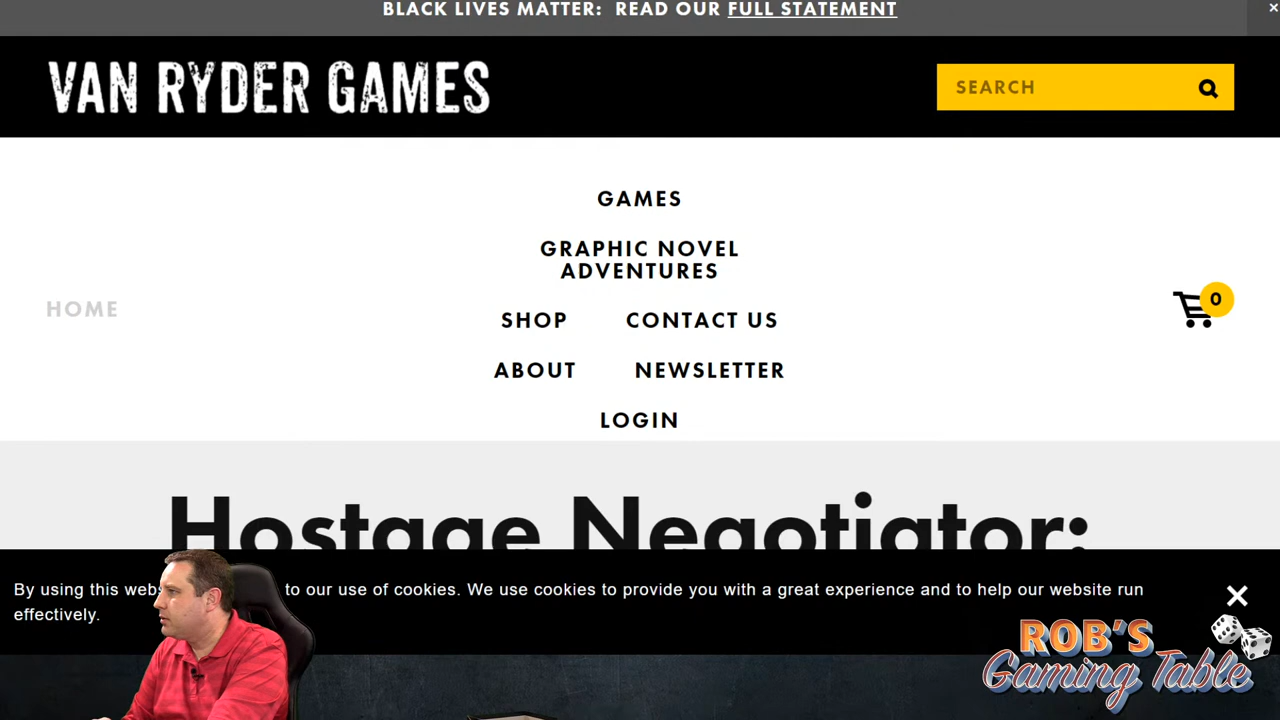 BLACK LIVES MATTER: READ OUR FULL STATEMENT
×
VAN RYDER GAMES
SEARCH
GAMES
GRAPHIC NOVEL
ADVENTURES
HOME
0
SHOP CONTACT US
ABOUT NEWSLETTER
LOGIN
Hostage Negotiator:
By using this to our use of cookies. We use cookies to provide you with a great experience and to help our website run
effectively.
ROB'S
Gaming Table